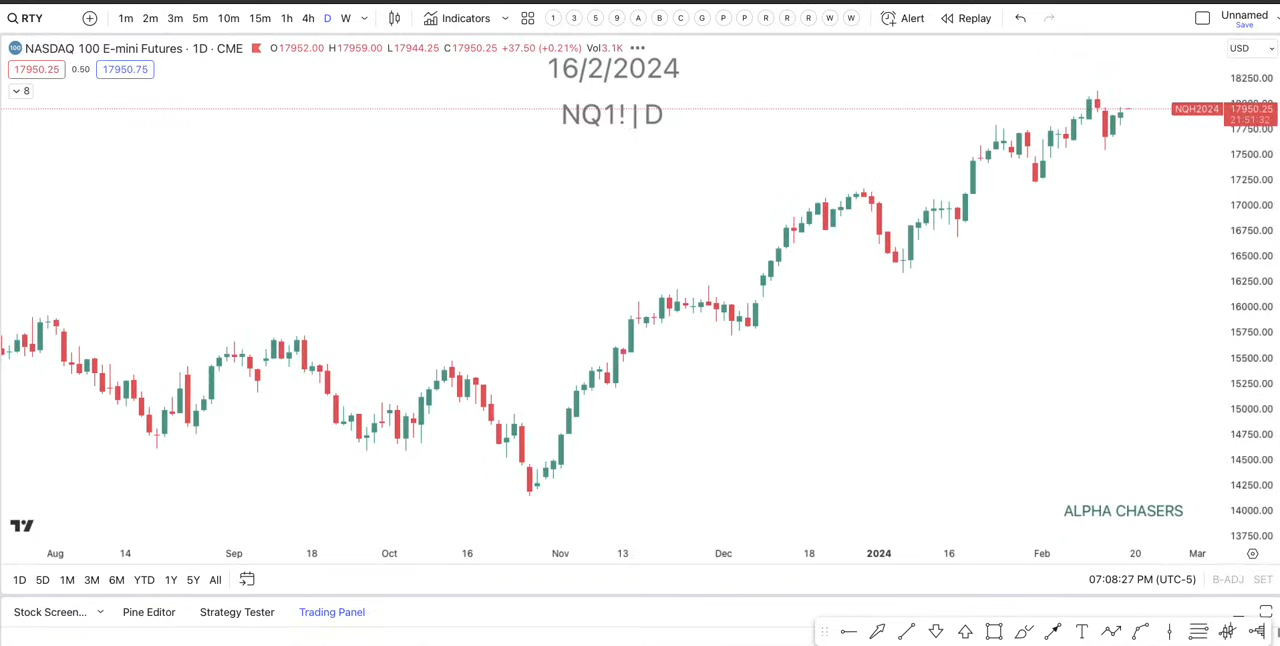 RTY 1m 2m 3m 5m 10m 15m 1h 4h D W Indicators 1 3 5 9 A B C G P P R R R W W Alert Replay Unnamed
Save
100 NASDAQ 100 E-mini Futures · 1D · CME O17952.00 H17959.00 L17944.25 C17950.25 +37.50 (+0.21%) Vol3.1K USD
17950.25 0.50 17950.75
8
16/2/2024
NQ1! | D
18250.00
NQH2024 17950.25
21:51:32
17750.00
17500.00
17250.00
17000.00
16750.00
16500.00
16250.00
16000.00
15750.00
15500.00
15250.00
15000.00
14750.00
14500.00
14250.00
14000.00
13750.00
ALPHA CHASERS
Aug 14 Sep 18 Oct 16 Nov 13 Dec 18 2024 16 Feb 20 Mar
1D 5D 1M 3M 6M YTD 1Y 5Y All 07:08:27 PM (UTC-5) B-ADJ SET
Stock Screen... Pine Editor Strategy Tester Trading Panel